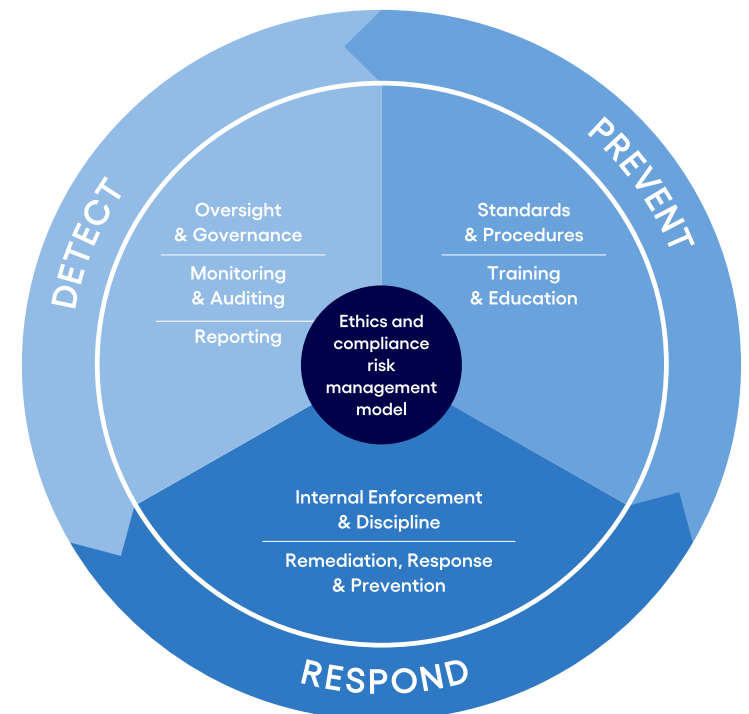 DETECT
PREVENT
Oversight
& Governance
Monitoring
& Auditing
Reporting
Standards
& Procedures
Training
& Education
Ethics and
compliance
risk
management
model
Internal Enforcement
& Discipline
Remediation, Response
& Prevention
RESPOND